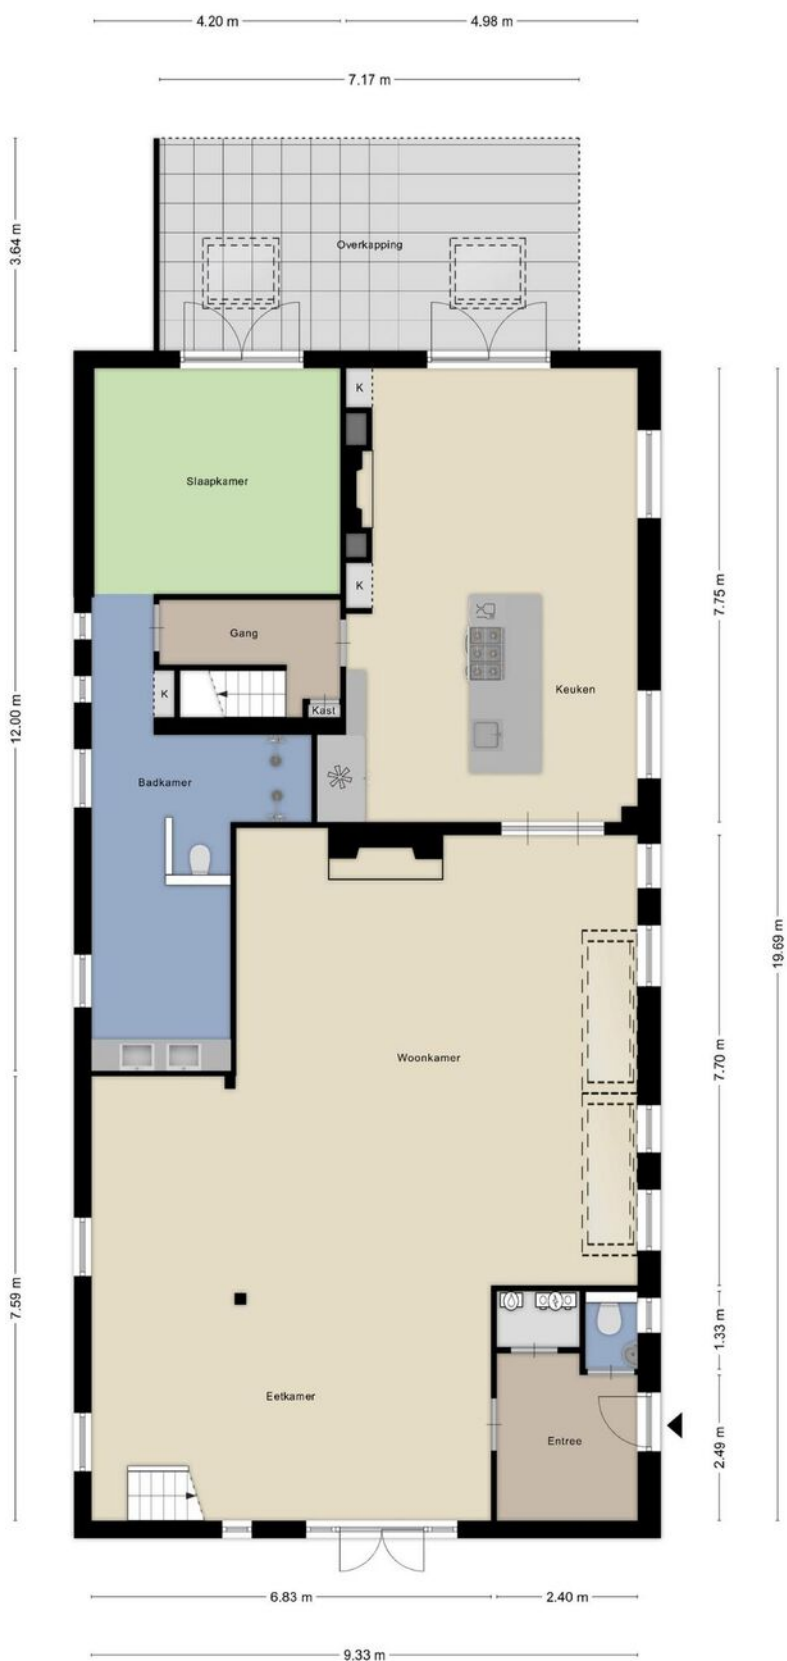 4.20 m
4.98 m
7.17 m
3.64 m
Overkapping
K
Slaapkamer
K
7.75 m
Gang
K
Keuken
Kast
12.00 m
Badkamer
19.69 m
Woonkamer
7.70 m
7.59 m
1.33 m
Eetkamer
Entree
2.49 m
6.83 m
2.40 m
9.33 m